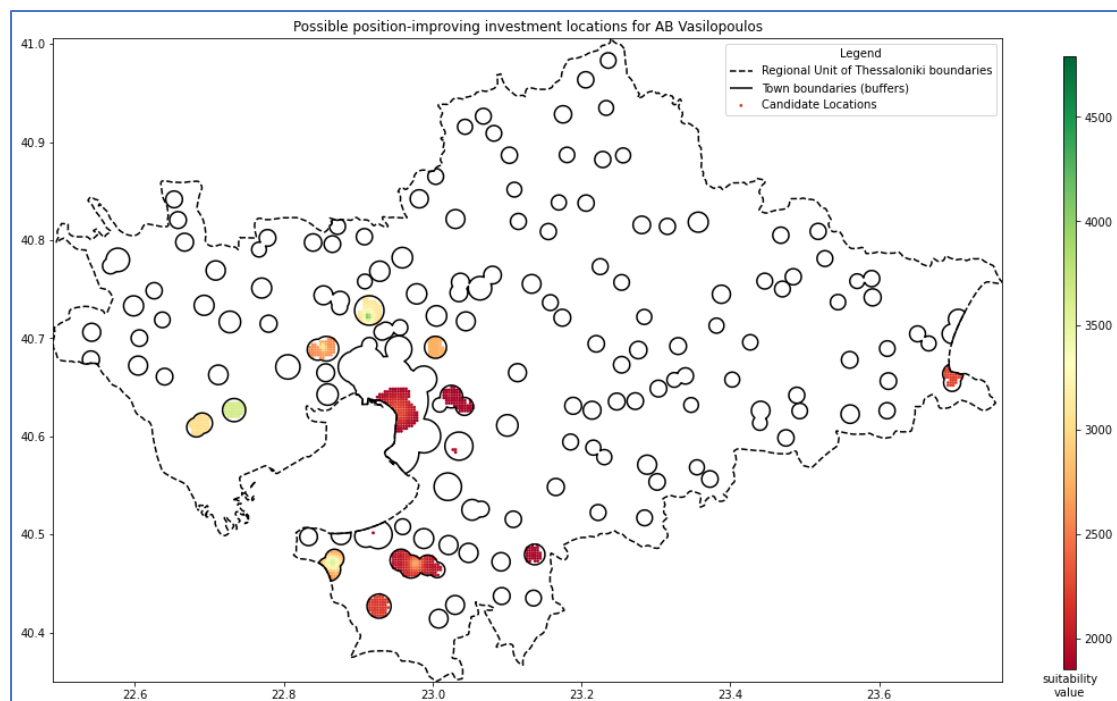 Possible position-improving investment locations for AB Vasilopoulos
41.0
40.9
40.8
40.7
40.6
40.5
40.4
22.6
22.8
23.0
23.2
23.4
23.6
Legend
Regional Unit of Thessaloniki boundaries
Town boundaries (buffers)
Candidate Locations
4500
4000
3500
3000
2500
2000
suitability
value